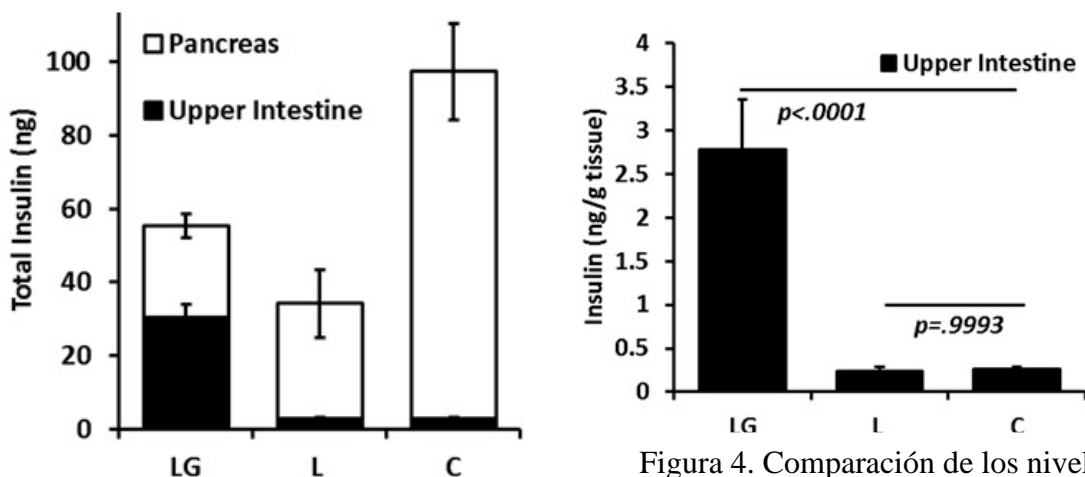 Pancreas
Upper Intestine
Total Insulin (ng)
100
80
60
40
20
0
LG L C
Upper Intestine
p<.0001
p=.9993
Insulin (ng/g tissue)
4
3.5
3
2.5
2
1.5
1
0.5
0
LG L C
Figura 4. Comparación de los nivel